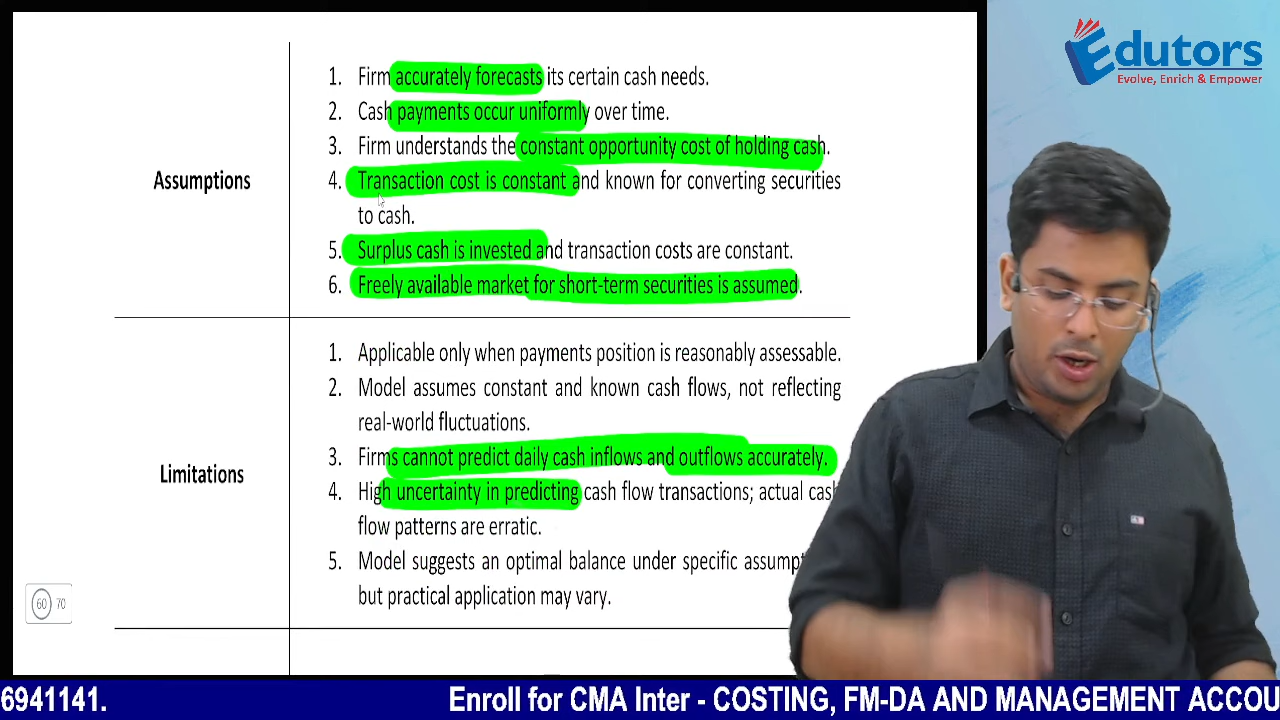 Edutors
Evolve, Enrich & Empower
Assumptions
1. Firm accurately forecasts its certain cash needs.
2. Cash payments occur uniformly over time.
3. Firm understands the constant opportunity cost of holding cash.
4. Transaction cost is constant and known for converting securities
to cash.
5. Surplus cash is invested and transaction costs are constant.
6. Freely available market for short-term securities is assumed.
Limitations
1. Applicable only when payments position is reasonably assessable.
2. Model assumes constant and known cash flows, not reflecting
real-world fluctuations.
3. Firms cannot predict daily cash inflows and outflows accurately.
4. High uncertainty in predicting cash flow transactions; actual cash
flow patterns are erratic.
5. Model suggests an optimal balance under specific
but practical application may vary.
60 70
6941141. Enroll for CMA Inter - COSTING, FM-DA AND MANAGEMENT ACCOU